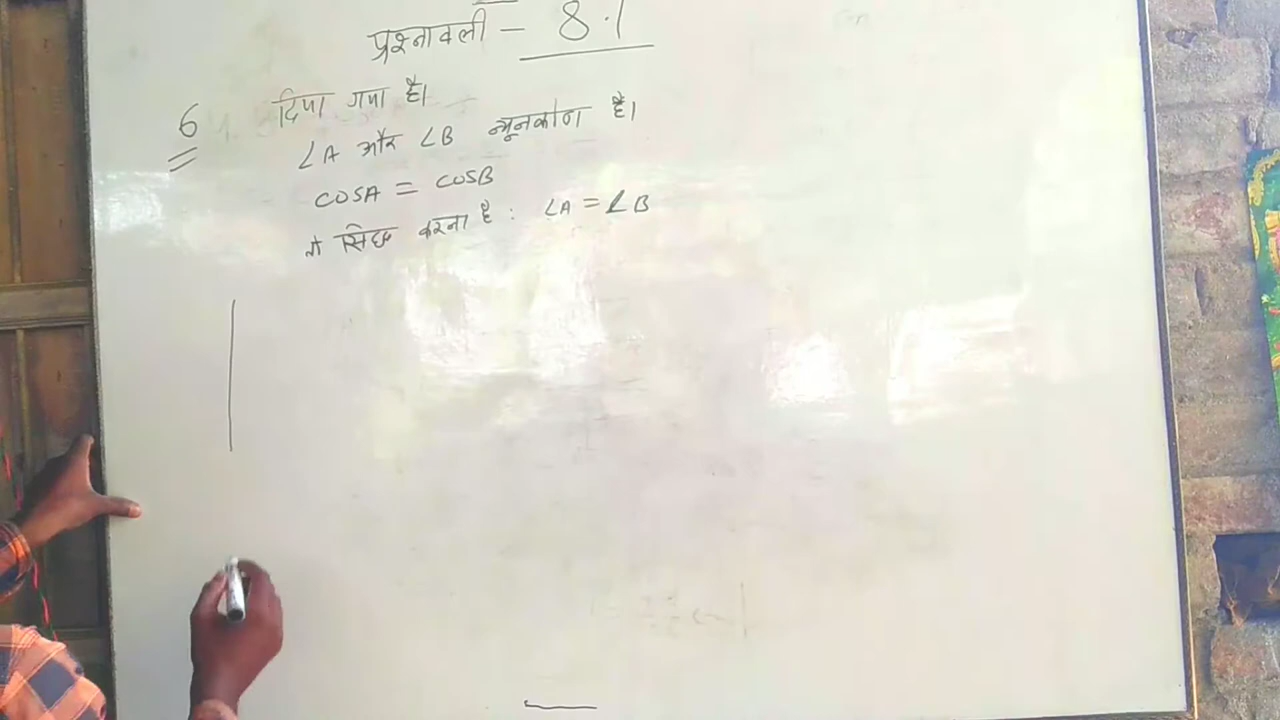 प्रश्नावली - 8.1
6 दिया गया है।
∠A और ∠B न्यूनकोण है।
cosA = cosB
तो सिद्ध करना है : ∠A = ∠B